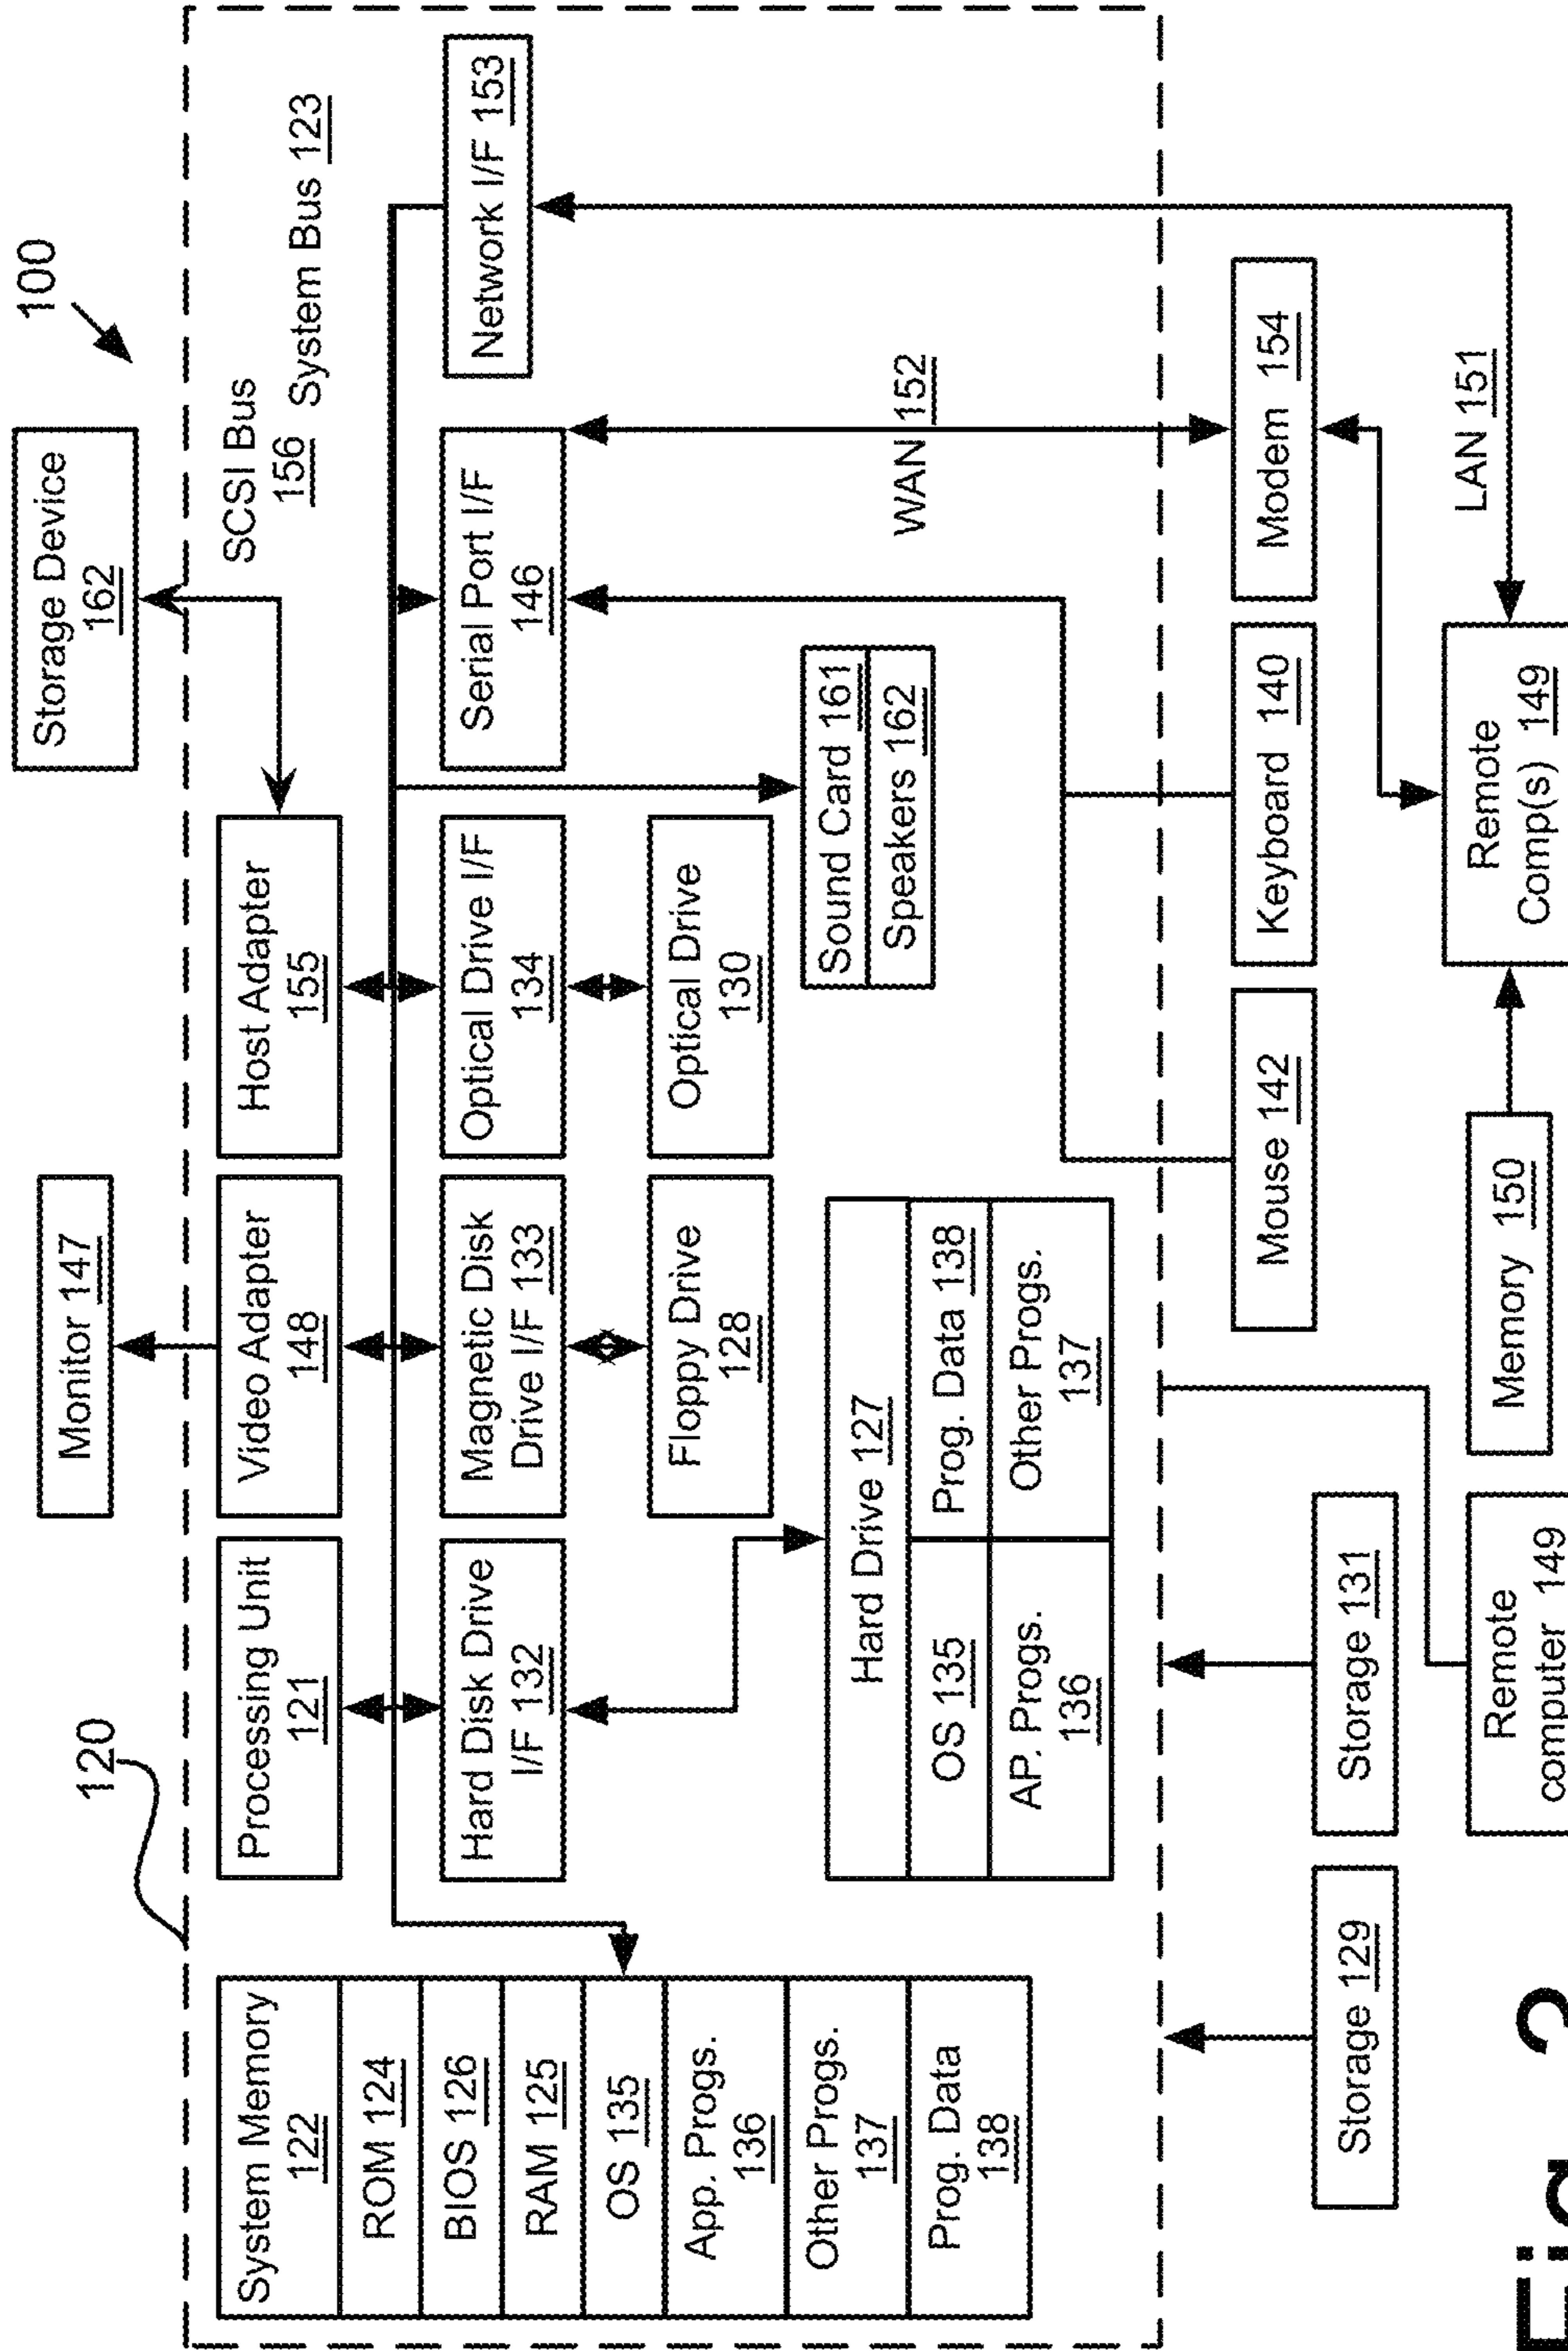 100
120
Monitor 147
Storage Device
162
SCSI Bus
156
System Bus 123
System Memory
122
ROM 124
BIOS 126
RAM 125
OS 135
App. Progs.
136
Other Progs.
137
Prog. Data
138
Processing Unit
121
Video Adapter
148
Host Adapter
155
Hard Disk Drive
I/F 132
Magnetic Disk
Drive I/F 133
Optical Drive I/F
134
Serial Port I/F
146
Network I/F 153
Floppy Drive
128
Optical Drive
130
Sound Card 161
Speakers 162
Hard Drive 127
OS 135
Prog. Data 138
AP. Progs.
136
Other Progs.
137
WAN 152
Storage 129
Storage 131
Mouse 142
Keyboard 140
Modem 154
LAN 151
Remote
computer 149
Memory 150
Remote
Comp(s) 149